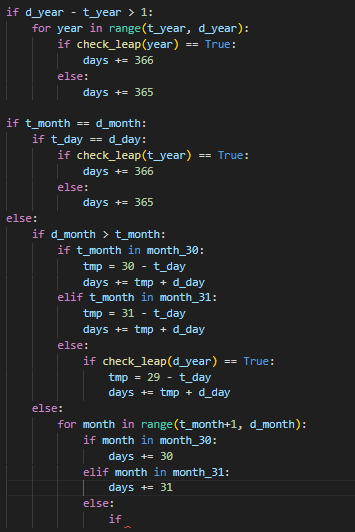 if d_year - t_year > 1:
    for year in range(t_year, d_year):
        if check_leap(year) == True:
            days += 366
        else:
            days += 365

if t_month == d_month:
    if t_day == d_day:
        if check_leap(t_year) == True:
            days += 366
        else:
            days += 365
else:
    if d_month > t_month:
        if t_month in month_30:
            tmp = 30 - t_day
            days += tmp + d_day
        elif t_month in month_31:
            tmp = 31 - t_day
            days += tmp + d_day
        else:
            if check_leap(d_year) == True:
                tmp = 29 - t_day
                days += tmp + d_day
    else:
        for month in range(t_month+1, d_month):
            if month in month_30:
                days += 30
            elif month in month_31:
                days += 31
            else:
                if